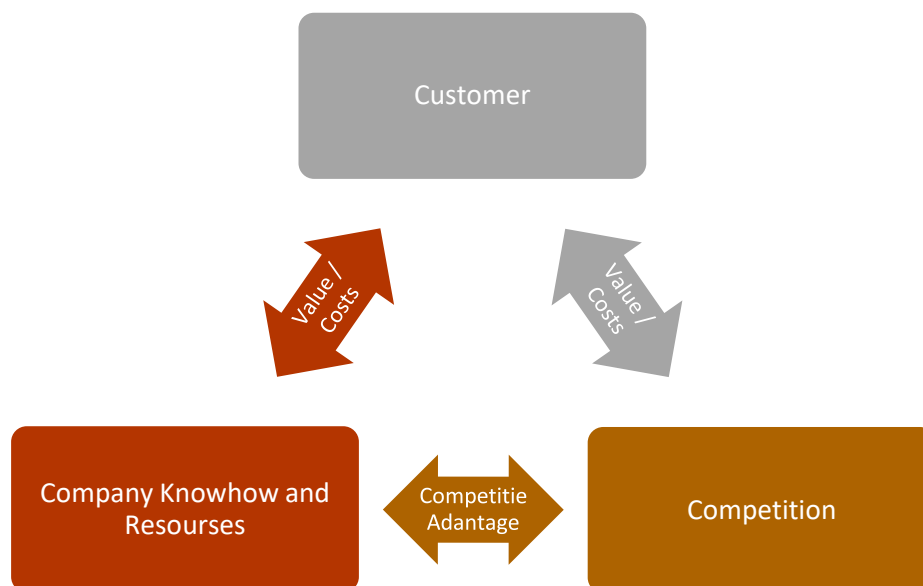 Customer
Value /
Costs
Value /
Costs
Company Knowhow and
Resourses
Competitie
Adantage
Competition